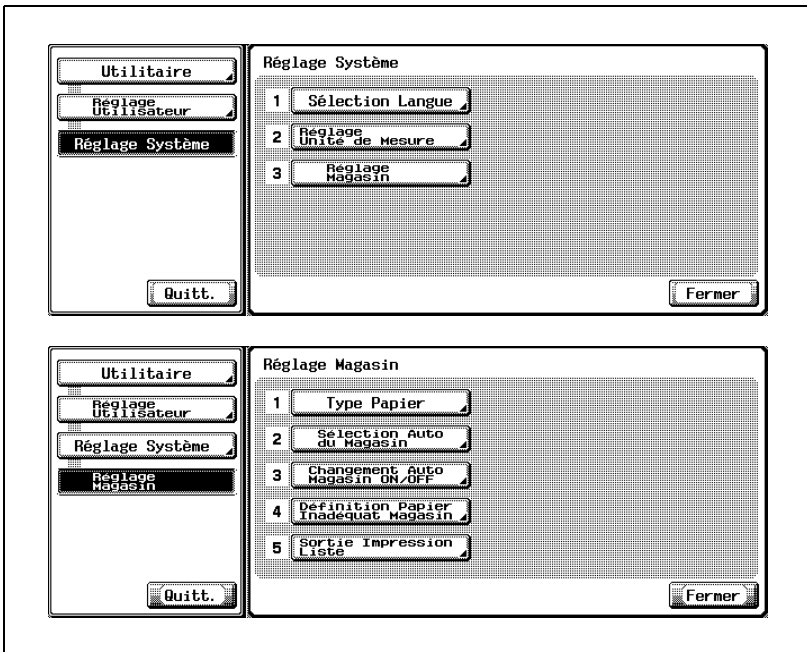 Utilitaire
Réglage
Utilisateur
Réglage Système
Quitt.
Réglage Système
1 Sélection Langue
2 Réglage
Unité de Mesure
3 Réglage
Magasin
Fermer
Utilitaire
Réglage
Utilisateur
Réglage Système
Réglage
Magasin
Quitt.
Réglage Magasin
1 Type Papier
2 Sélection Auto
du Magasin
3 Changement Auto
Magasin ON/OFF
4 Définition Papier
Inadéquat Magasin
5 Sortie Impression
Liste
Fermer